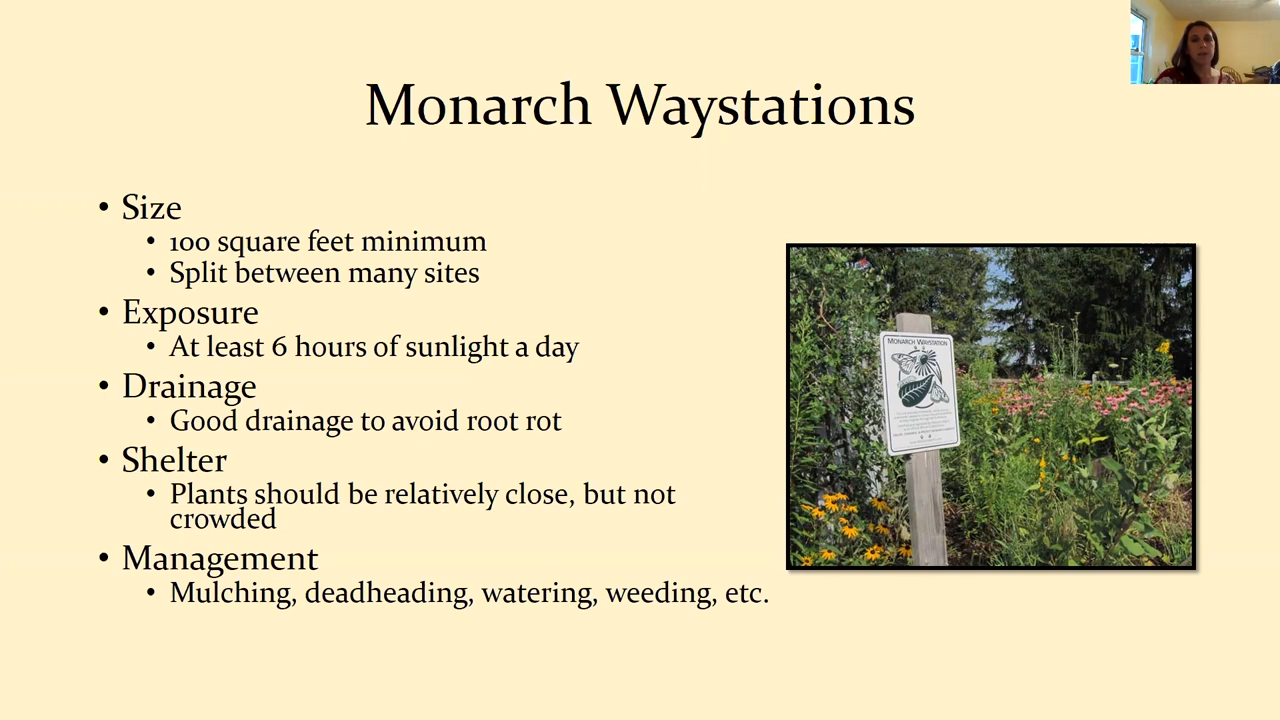 Monarch Waystations
• Size
• 100 square feet minimum
• Split between many sites
• Exposure
• At least 6 hours of sunlight a day
• Drainage
• Good drainage to avoid root rot
• Shelter
• Plants should be relatively close, but not
crowded
• Management
• Mulching, deadheading, watering, weeding, etc.
MONARCH WAYSTATION